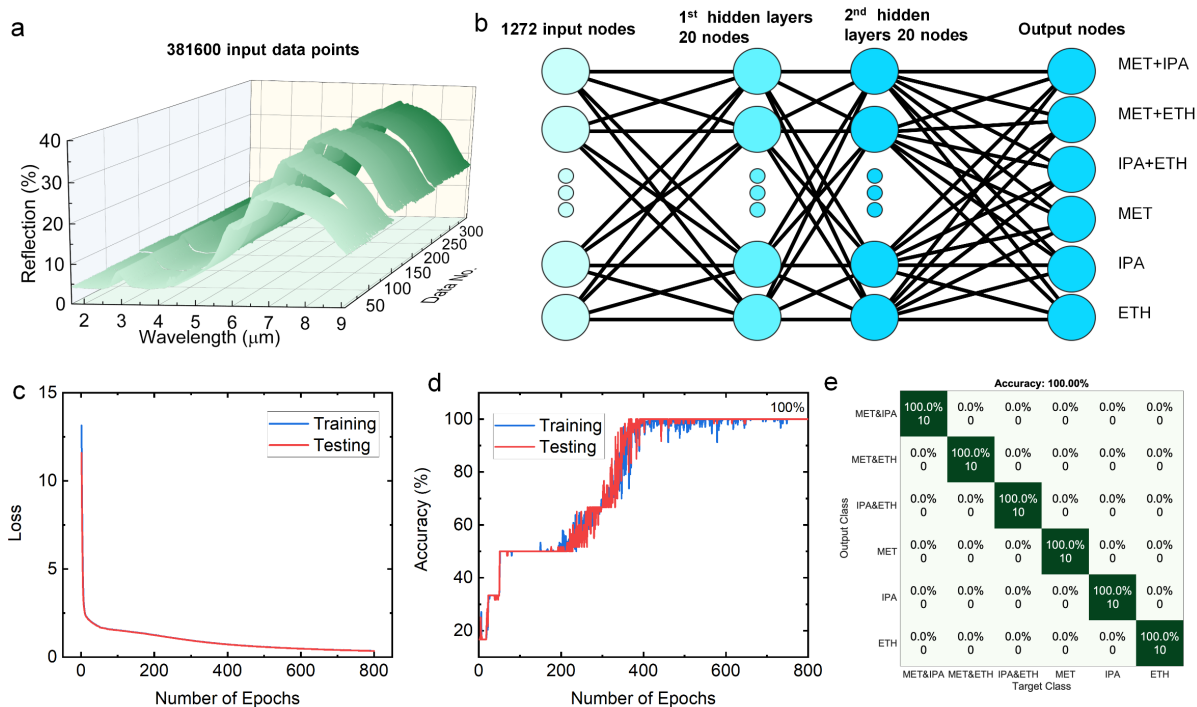 a
381600 input data points
Reflection (%)
40
30
20
10
0
2 3 4 5 6 7 8 9
Wavelength (μm)
50 100 150 200 250 300
Data No.
b
1272 input nodes
1st hidden layers
20 nodes
2nd hidden
layers 20 nodes
Output nodes
MET+IPA
MET+ETH
IPA+ETH
MET
IPA
ETH
c
Loss
15
10
5
0
0 200 400 600 800
Number of Epochs
Training
Testing
d
Accuracy (%)
100
80
60
40
20
0 200 400 600 800
Number of Epochs
Training
Testing
100%
e
Accuracy: 100.00%
Output Class
MET&IPA
100.0% 0.0% 0.0% 0.0% 0.0% 0.0%
10 0 0 0 0 0
MET&ETH
0.0% 100.0% 0.0% 0.0% 0.0% 0.0%
0 10 0 0 0 0
IPA&ETH
0.0% 0.0% 100.0% 0.0% 0.0% 0.0%
0 0 10 0 0 0
MET
0.0% 0.0% 0.0% 100.0% 0.0% 0.0%
0 0 0 10 0 0
IPA
0.0% 0.0% 0.0% 0.0% 100.0% 0.0%
0 0 0 0 10 0
ETH
0.0% 0.0% 0.0% 0.0% 0.0% 100.0%
0 0 0 0 0 10
MET&IPA MET&ETH IPA&ETH MET IPA ETH
Target Class